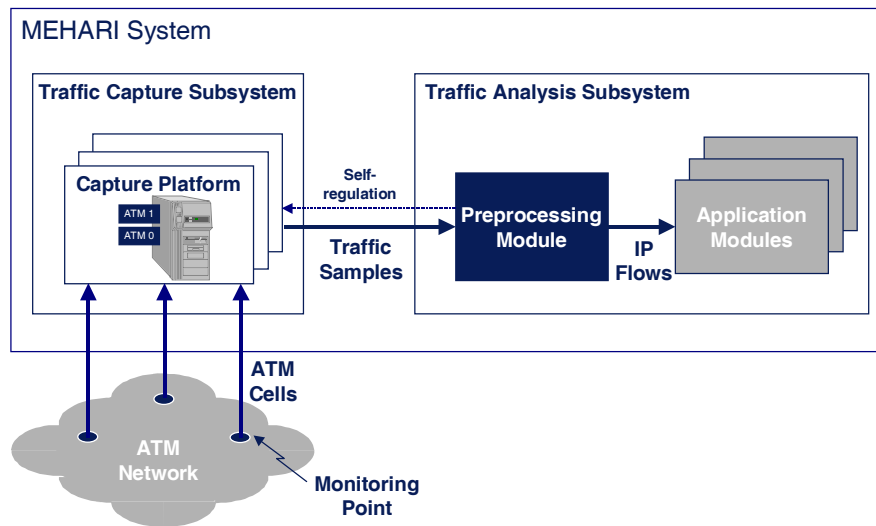 MEHARI System
Traffic Capture Subsystem
Traffic Analysis Subsystem
Capture Platform
ATM 1
ATM 0
Self-
regulation
Traffic
Samples
Preprocessing
Module
IP
Flows
Application
Modules
ATM
Cells
ATM
Network
Monitoring
Point